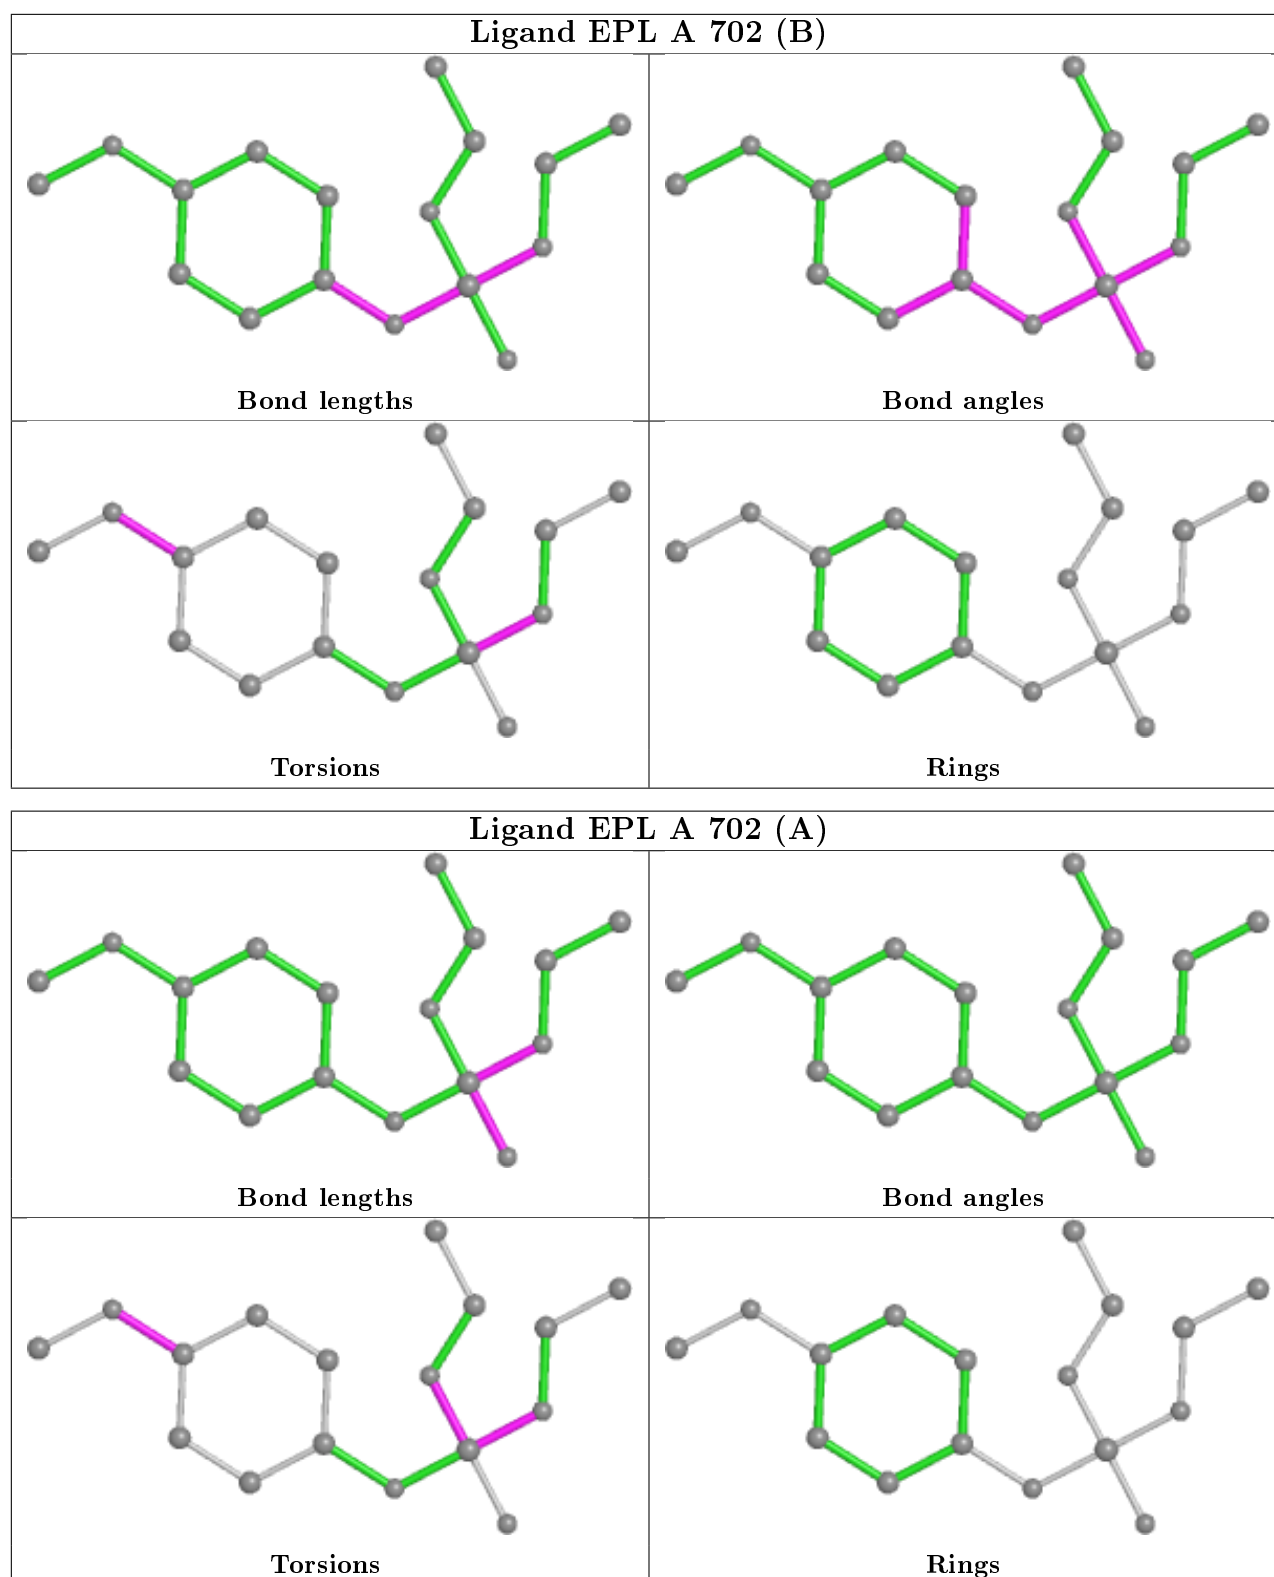 Ligand EPL A 702 (B)
Bond lengths
Bond angles
Torsions
Rings
Ligand EPL A 702 (A)
Bond lengths
Bond angles
Torsions
Rings